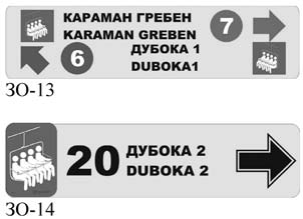 КАРАМАН ГРЕБЕН 7
KARAMAN GREBEN
6 ДУБОКА 1
DUBOKA1
ЗО-13
20 ДУБОКА 2
DUBOKA 2
ЗО-14